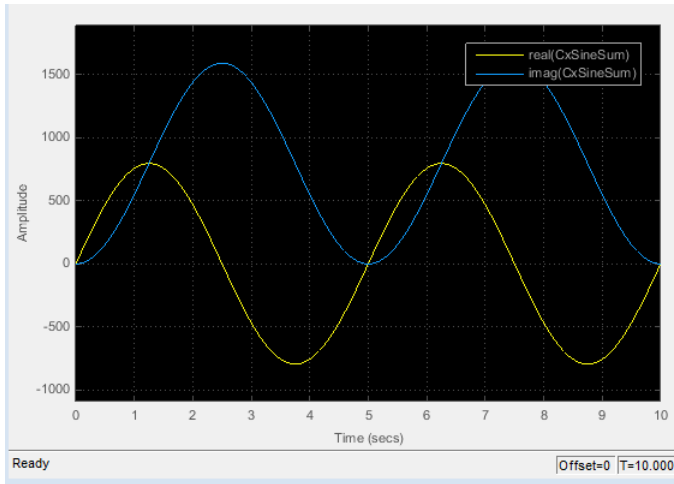 real(CxSineSum)
imag(CxSineSum)
1500
1000
500
0
-500
-1000
Amplitude
0 1 2 3 4 5 6 7 8 9 10
Time (secs)
Ready Offset=0 T=10.000